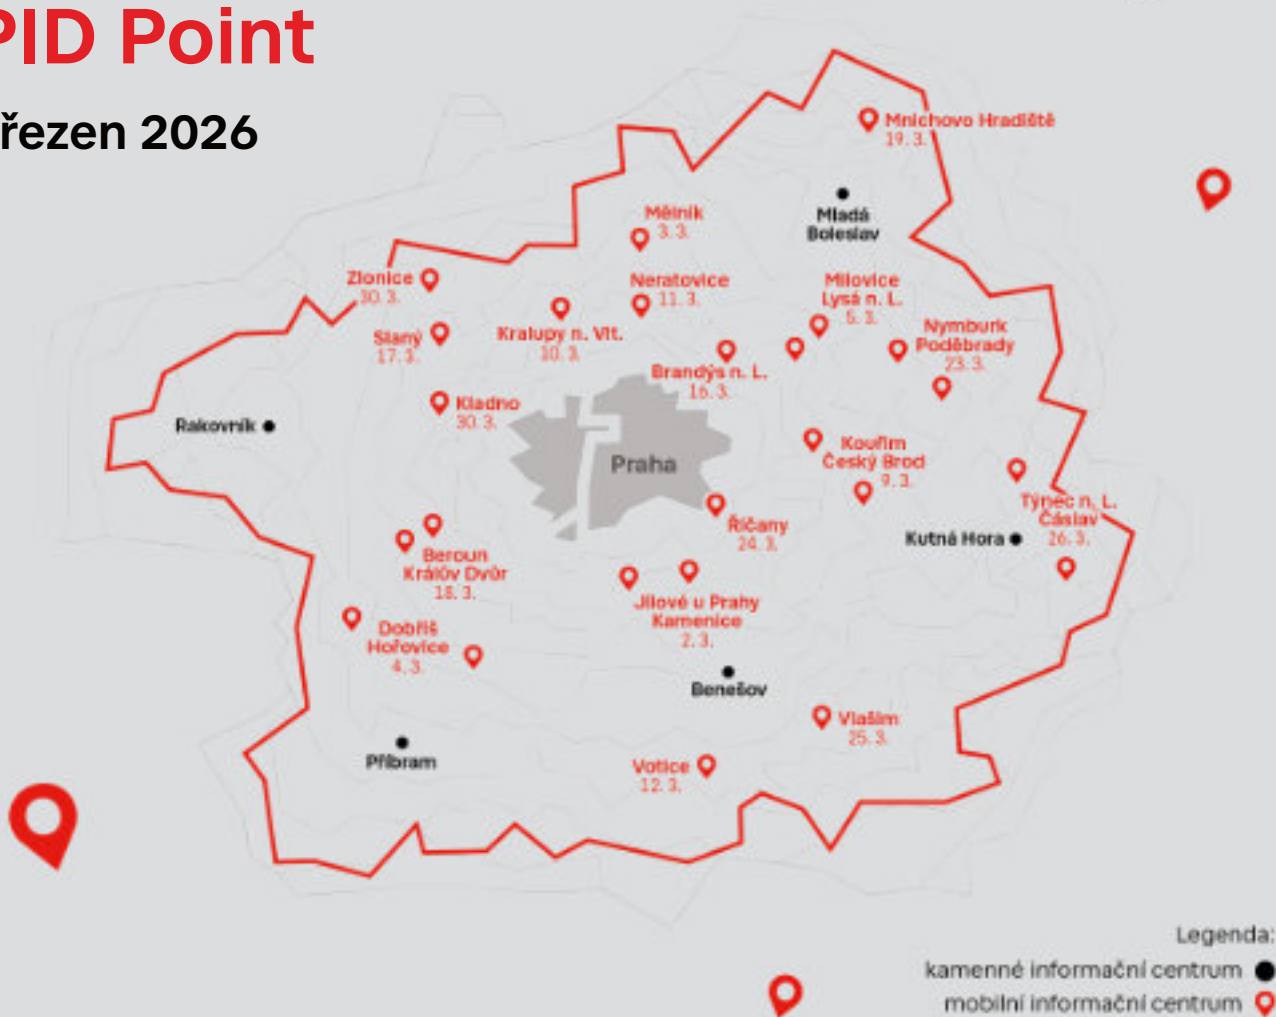 PID Point
řezen 2026
Mnichovo Hradiště
19. 3.
Mladá
Boleslav
Mělník
3. 3.
Zlonice
30. 3.
Neratovice
11. 3.
Milovice
Lysá n. L.
5. 3.
Slaný
17. 3.
Kralupy n. Vlt.
10. 3.
Nymburk
Poděbrady
23. 3.
Brandýs n. L.
16. 3.
Kladno
30. 3.
Rakovník
Praha
Kouřim
Český Brod
9. 3.
Týnec n. L.
Čáslav
26. 3.
Říčany
24. 3.
Kutná Hora
Beroun
Králův Dvůr
18. 3.
Jílové u Prahy
Kamenice
2. 3.
Dobříš
Hořovice
4. 3.
Benešov
Vlašim
25. 3.
Příbram
Votice
12. 3.
Legenda:
kamenné informační centrum
mobilní informační centrum